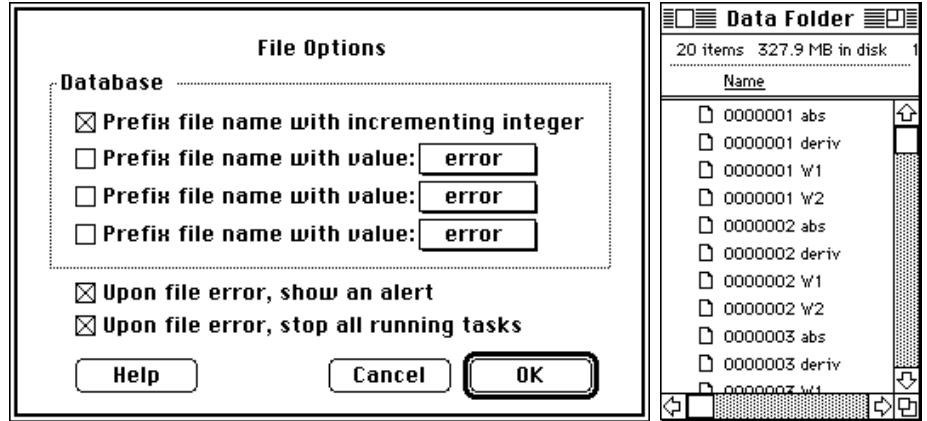 File Options
Database
Prefix file name with incrementing integer
Prefix file name with value: error
Prefix file name with value: error
Prefix file name with value: error
Upon file error, show an alert
Upon file error, stop all running tasks
Help Cancel OK
Data Folder
20 items 327.9 MB in disk 1
Name
0000001 abs
0000001 deriv
0000001 W1
0000001 W2
0000002 abs
0000002 deriv
0000002 W1
0000002 W2
0000003 abs
0000003 deriv
0000003 W1